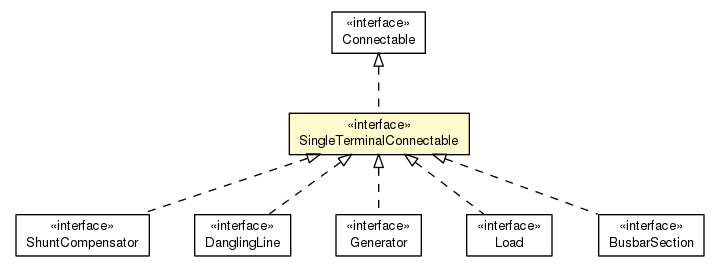 «interface»
Connectable
«interface»
SingleTerminalConnectable
«interface»
ShuntCompensator
«interface»
DanglingLine
«interface»
Generator
«interface»
Load
«interface»
BusbarSection